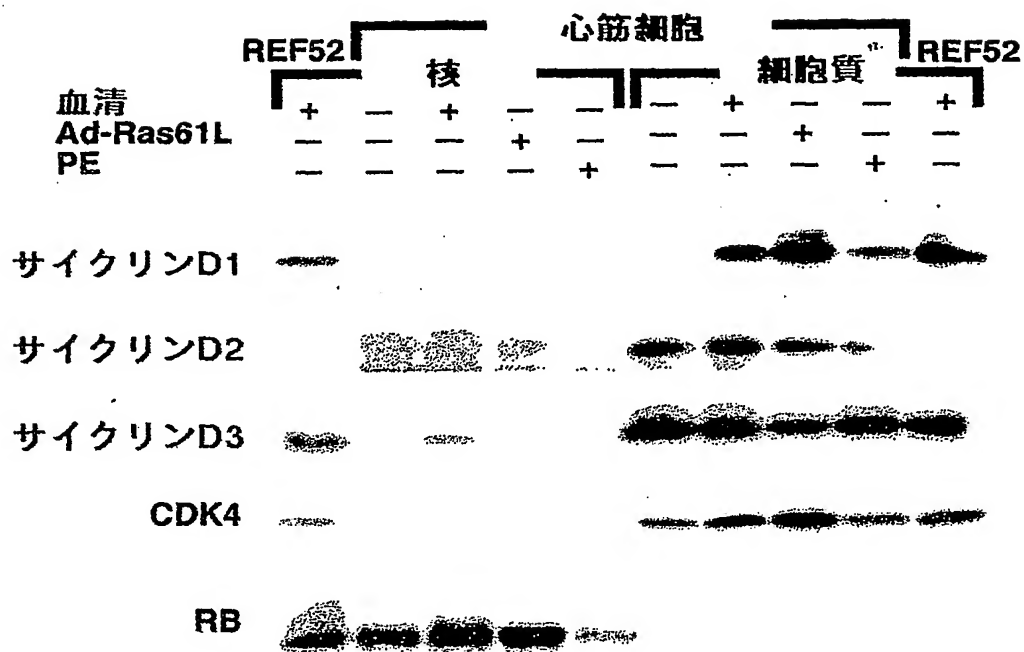 心筋細胞
REF52 核 細胞質 REF52
血清 + − + − − − + − − +
Ad-Ras61L − − − + − − − + − −
PE − − − − + − − − + −
サイクリンD1
サイクリンD2
サイクリンD3
CDK4
RB